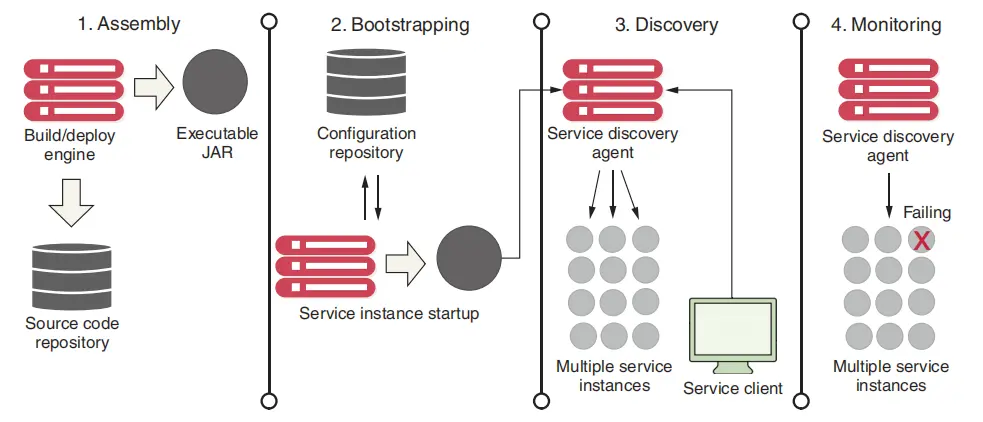 1. Assembly
Build/deploy
engine
Executable
JAR
Source code
repository
2. Bootstrapping
Configuration
repository
Service instance startup
3. Discovery
Service discovery
agent
Multiple service
instances
Service client
4. Monitoring
Service discovery
agent
Failing
X
Multiple service
instances